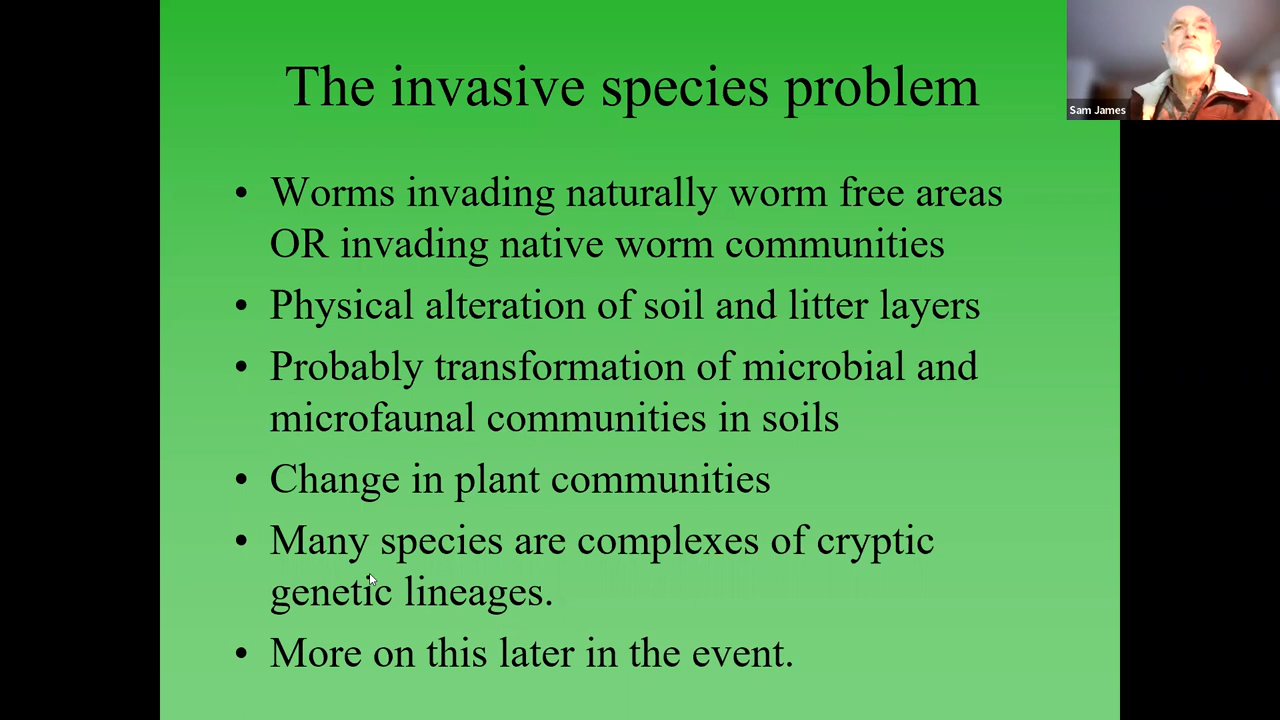 The invasive species problem
Sam James
• Worms invading naturally worm free areas
OR invading native worm communities
• Physical alteration of soil and litter layers
• Probably transformation of microbial and
microfaunal communities in soils
• Change in plant communities
• Many species are complexes of cryptic
genetic lineages.
• More on this later in the event.